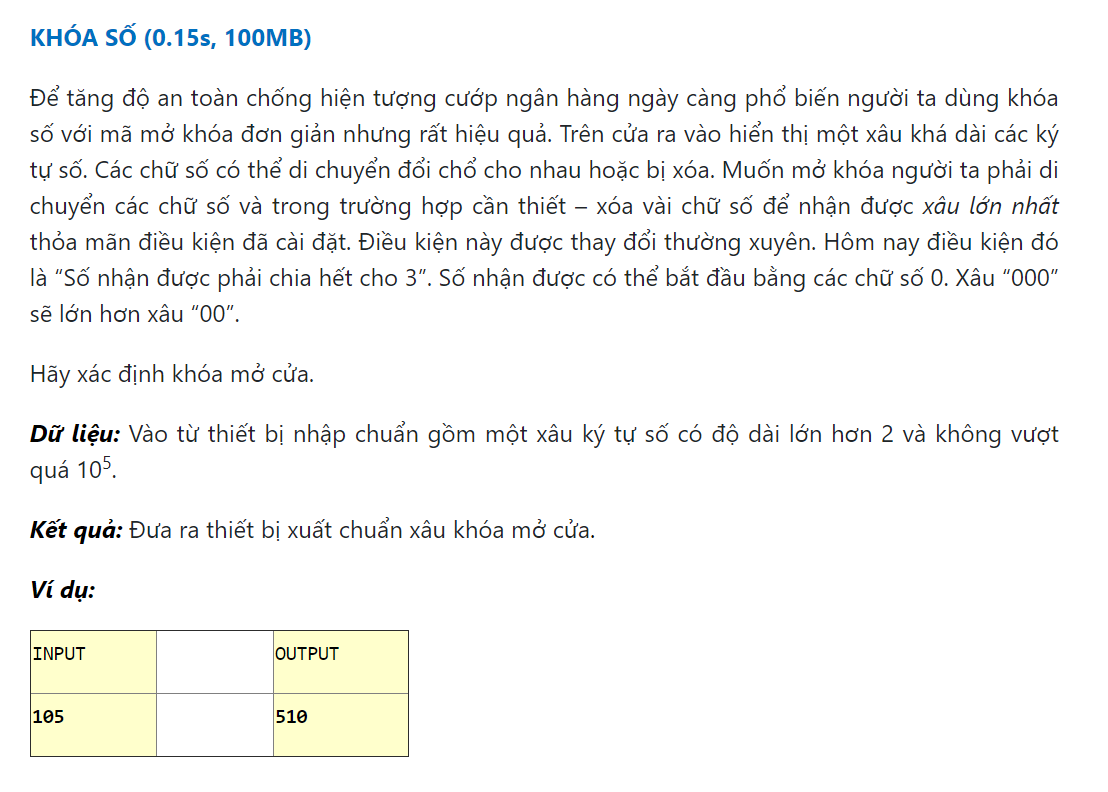 KHÓA SỐ (0.15s, 100MB)
Để tăng độ an toàn chống hiện tượng cướp ngân hàng ngày càng phổ biến người ta dùng khóa
số với mã mở khóa đơn giản nhưng rất hiệu quả. Trên cửa ra vào hiển thị một xâu khá dài các ký
tự số. Các chữ số có thể di chuyển đổi chổ cho nhau hoặc bị xóa. Muốn mở khóa người ta phải di
chuyển các chữ số và trong trường hợp cần thiết – xóa vài chữ số để nhận được xâu lớn nhất
thỏa mãn điều kiện đã cài đặt. Điều kiện này được thay đổi thường xuyên. Hôm nay điều kiện đó
là “Số nhận được phải chia hết cho 3”. Số nhận được có thể bắt đầu bằng các chữ số 0. Xâu “000”
sẽ lớn hơn xâu “00”.
Hãy xác định khóa mở cửa.
Dữ liệu: Vào từ thiết bị nhập chuẩn gồm một xâu ký tự số có độ dài lớn hơn 2 và không vượt
quá 10⁵.
Kết quả: Đưa ra thiết bị xuất chuẩn xâu khóa mở cửa.
Ví dụ:
INPUT OUTPUT
105 510